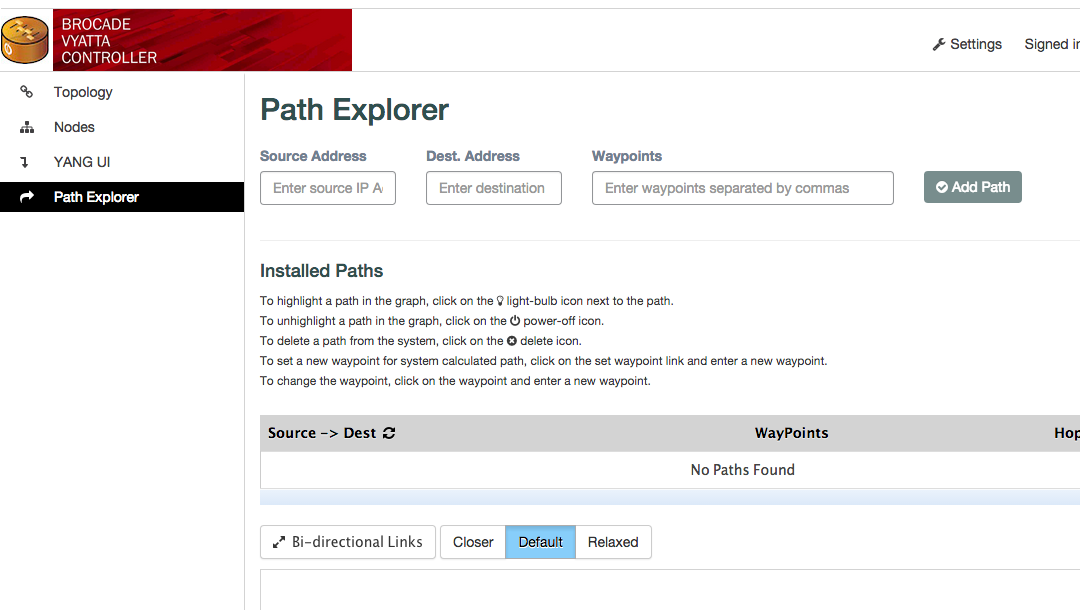 BROCADE
VYATTA
CONTROLLER
Settings Signed in
Topology
Nodes
YANG UI
Path Explorer
Path Explorer
Source Address Dest. Address Waypoints
Enter source IP A Enter destination Enter waypoints separated by commas Add Path
Installed Paths
To highlight a path in the graph, click on the light-bulb icon next to the path.
To unhighlight a path in the graph, click on the power-off icon.
To delete a path from the system, click on the delete icon.
To set a new waypoint for system calculated path, click on the set waypoint link and enter a new waypoint.
To change the waypoint, click on the waypoint and enter a new waypoint.
Source -> Dest WayPoints Hop
No Paths Found
Bi-directional Links Closer Default Relaxed